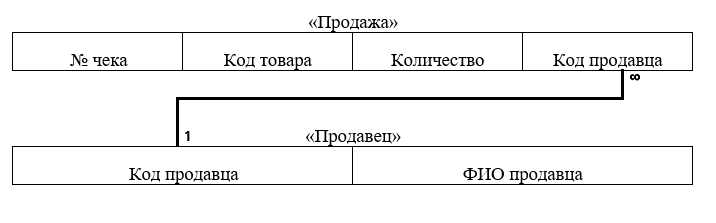 «Продажа»
№ чека Код товара Количество Код продавца
∞
1
«Продавец»
Код продавца ФИО продавца